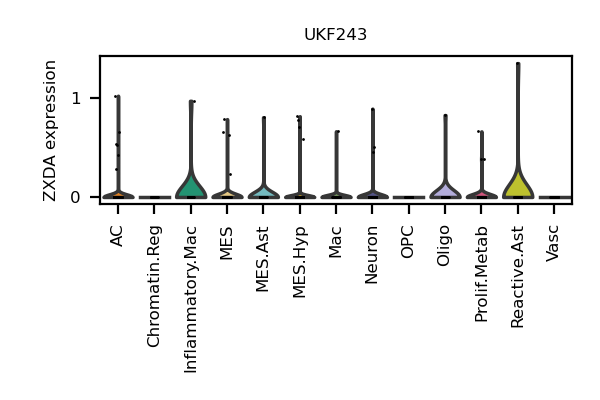 UKF243
ZXDA expression
1
0
AC
Chromatin.Reg
Inflammatory.Mac
MES
MES.Ast
MES.Hyp
Mac
Neuron
OPC
Oligo
Prolif.Metab
Reactive.Ast
Vasc